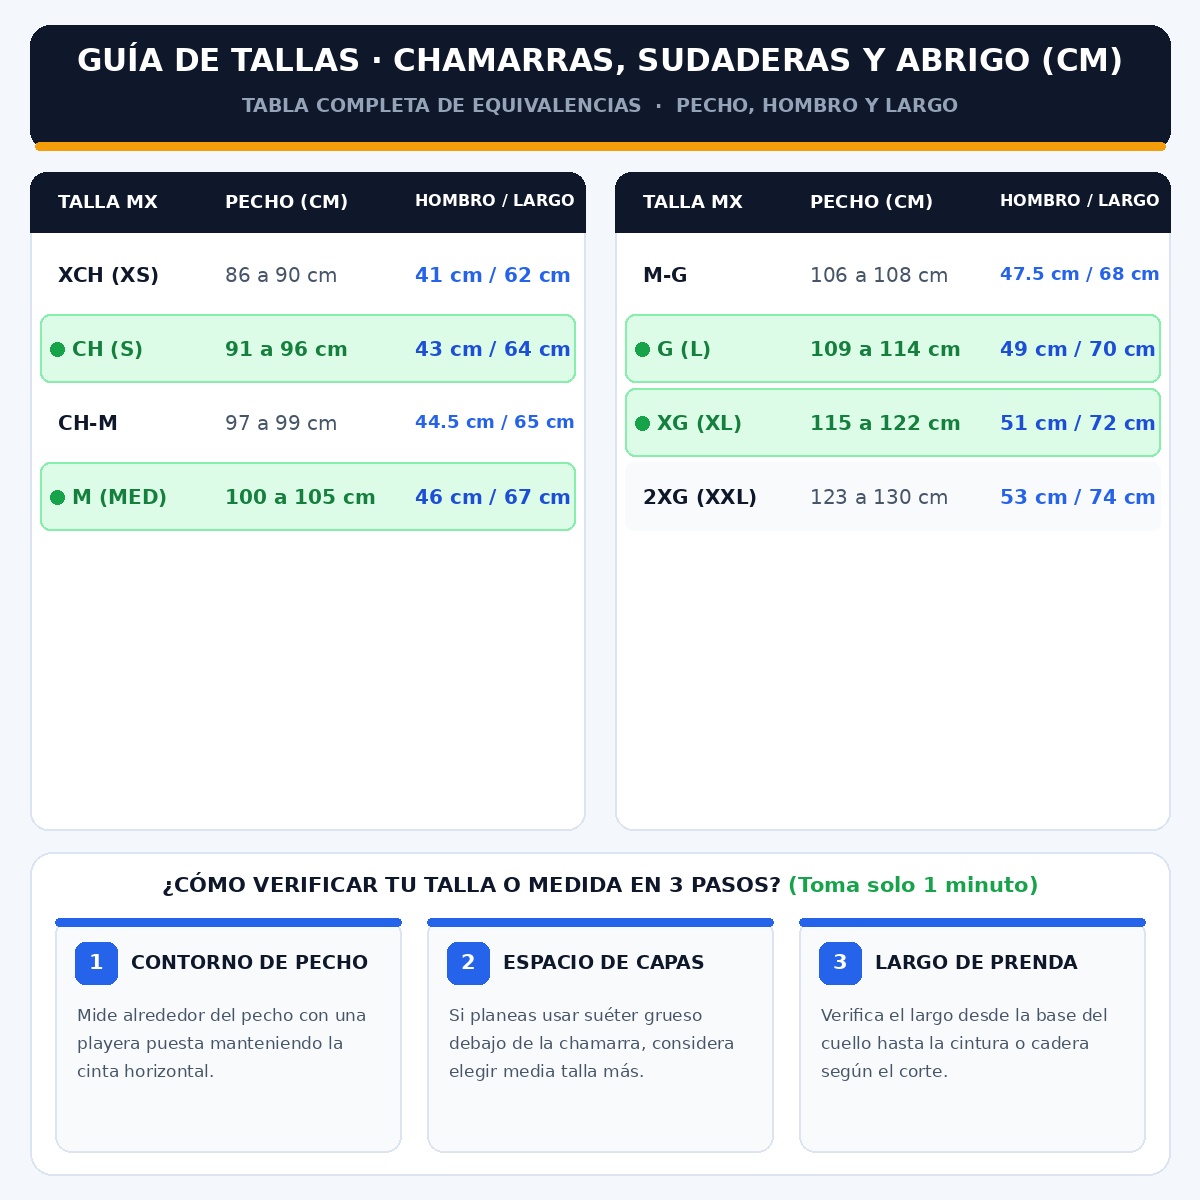 GUÍA DE TALLAS · CHAMARRAS, SUDADERAS Y ABRIGO (CM)
TABLA COMPLETA DE EQUIVALENCIAS · PECHO, HOMBRO Y LARGO
TALLA MX PECHO (CM) HOMBRO / LARGO
XCH (XS) 86 a 90 cm 41 cm / 62 cm
CH (S) 91 a 96 cm 43 cm / 64 cm
CH-M 97 a 99 cm 44.5 cm / 65 cm
M (MED) 100 a 105 cm 46 cm / 67 cm
TALLA MX PECHO (CM) HOMBRO / LARGO
M-G 106 a 108 cm 47.5 cm / 68 cm
G (L) 109 a 114 cm 49 cm / 70 cm
XG (XL) 115 a 122 cm 51 cm / 72 cm
2XG (XXL) 123 a 130 cm 53 cm / 74 cm
¿CÓMO VERIFICAR TU TALLA O MEDIDA EN 3 PASOS? (Toma solo 1 minuto)
1 CONTORNO DE PECHO
Mide alrededor del pecho con una
playera puesta manteniendo la
cinta horizontal.
2 ESPACIO DE CAPAS
Si planeas usar suéter grueso
debajo de la chamarra, considera
elegir media talla más.
3 LARGO DE PRENDA
Verifica el largo desde la base del
cuello hasta la cintura o cadera
según el corte.